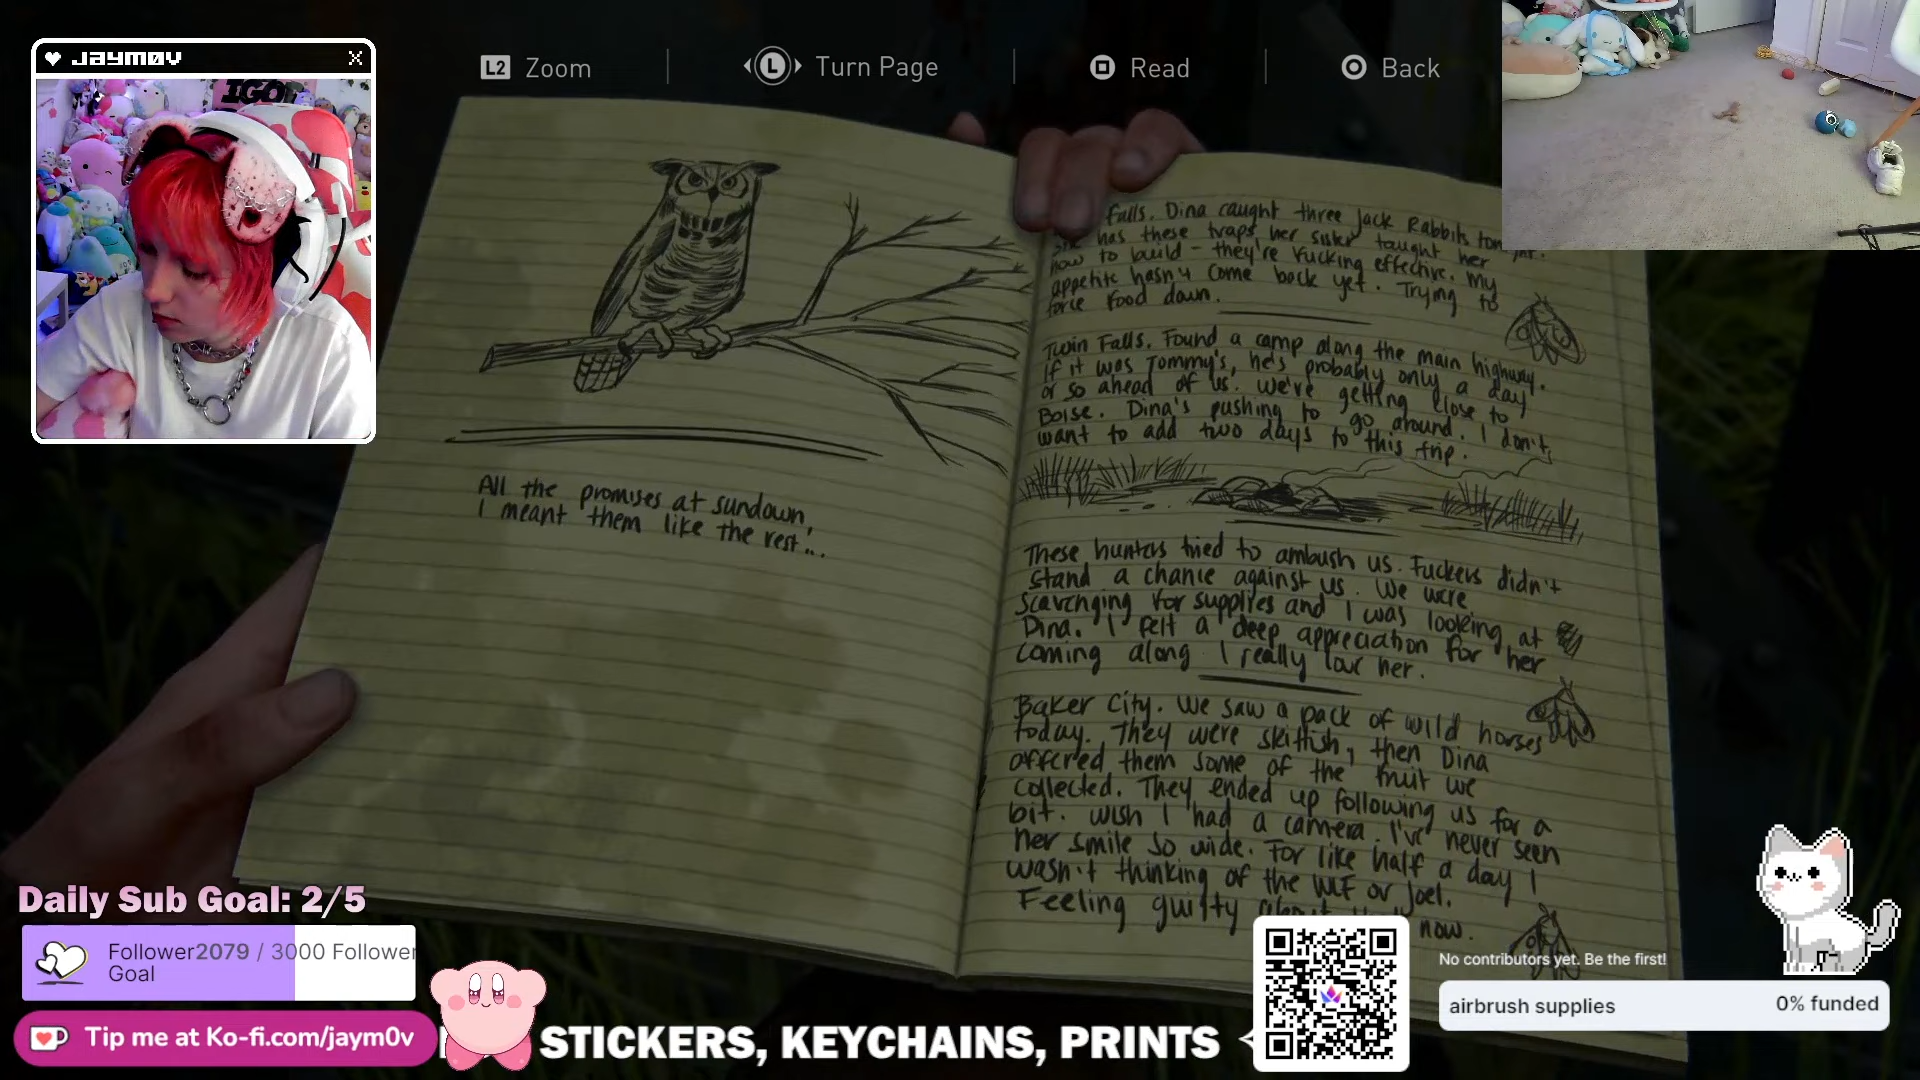 JAYM0V
L2 Zoom
L Turn Page
Read
Back
All the promises at sundown,
I meant them like the rest...
Falls. Dina caught three Jack Rabbits
She has these traps her sister taught her
how to build - they're fucking effective. My
appetite hasn't come back yet. Trying to
force food down.
Twin Falls. Found a camp along the main highway.
If it was Tommy's, he's probably only a day
or so ahead of us. We're getting close to
Boise. Dina's pushing to go around. I don't
want to add two days to this trip.
These hunters tried to ambush us. Fuckers didn't
stand a chance against us. We were
scavenging for supplies and I was looking at
Dina. I felt a deep appreciation for her
coming along I really love her.
Baker City. We saw a pack of wild horses
today. They were skittish, then Dina
offered them some of the fruit we
collected. They ended up following us for a
bit. Wish I had a camera. I've never seen
her smile so wide. For like half a day I
wasn't thinking of the WLF or Joel.
Feeling guilty about now.
Daily Sub Goal: 2/5
Follower2079 / 3000 Follower
Goal
Tip me at Ko-fi.com/jaym0v
STICKERS, KEYCHAINS, PRINTS
No contributors yet. Be the first!
airbrush supplies 0% funded